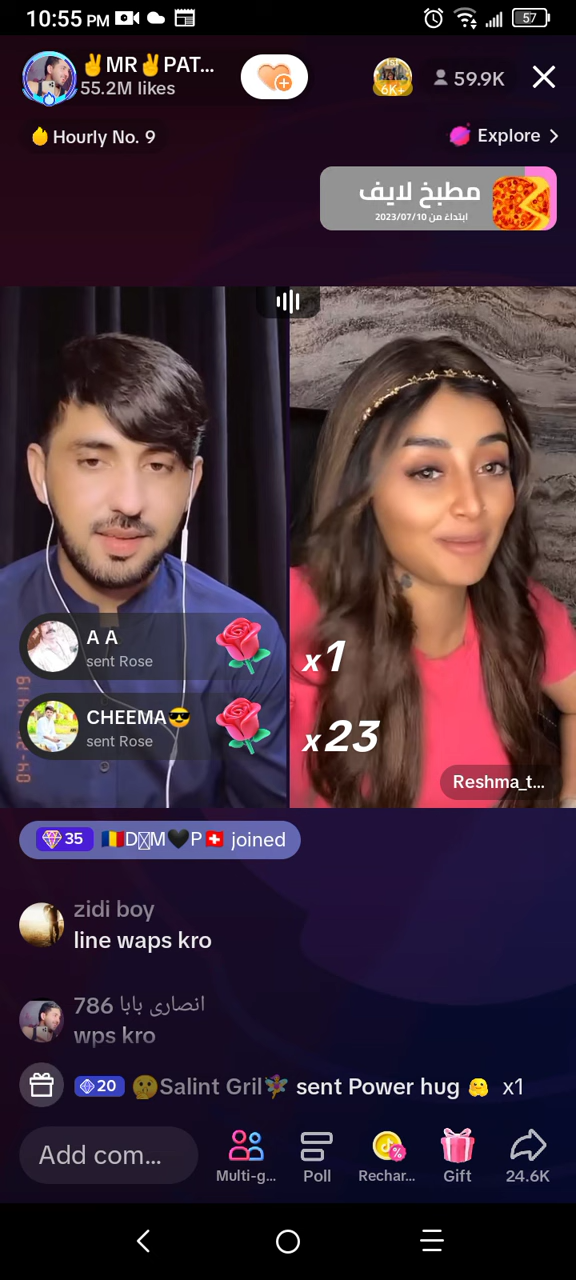 10:55 PM
57
✌MR✌PAT...
55.2M likes
6K+
59.9K
Hourly No. 9
Explore
مطبخ لايف
ابتداءً من 2023/07/10
A A
sent Rose
x1
CHEEMA😎
sent Rose
x23
Reshma_t...
35 🇷🇴D M🖤P🇨🇭 joined
zidi boy
line waps kro
786 انصاری بابا
wps kro
20 🤫Salint Gril🧚 sent Power hug 🤗 x1
Add com...
Multi-g...
Poll
Rechar...
Gift
24.6K